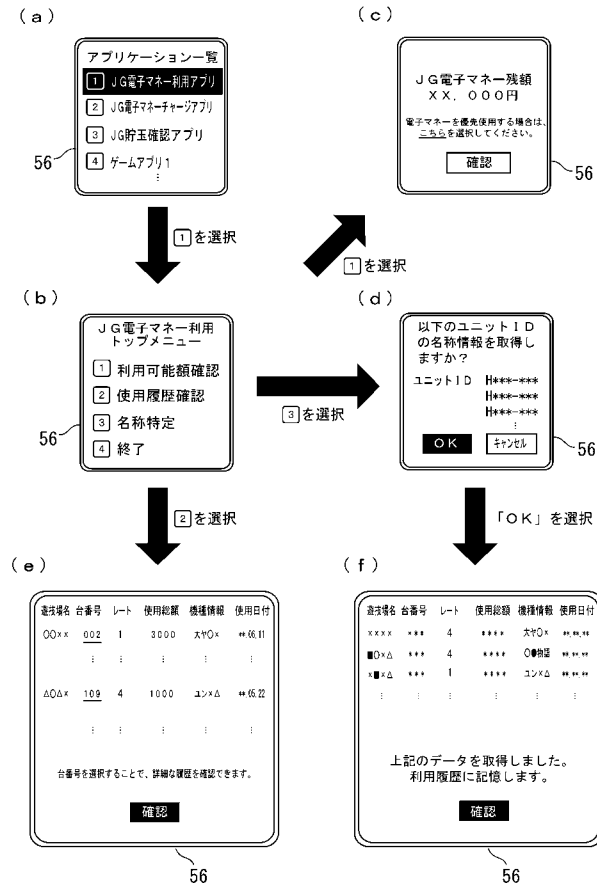 (a)
アプリケーション一覧
1 JG電子マネー利用アプリ
2 JG電子マネーチャージアプリ
3 JG貯玉確認アプリ
4 ゲームアプリ1
⋮
56
1を選択
(c)
JG電子マネー残額
XX, 000円
電子マネーを優先使用する場合は、
こちらを選択してください。
確認
56
1を選択
(b)
JG電子マネー利用
トップメニュー
1 利用可能額確認
2 使用履歴確認
3 名称特定
4 終了
56
3を選択
2を選択
(d)
以下のユニットID
の名称情報を取得し
ますか?
ユニットID H***-***
H***-***
H***-***
⋮
OK キャンセル
56
「OK」を選択
(e)
遊技場名 台番号 レート 使用総額 機種情報 使用日付
○○×× 002 1 3000 大ヤ○× **.06.11
⋮ ⋮ ⋮ ⋮ ⋮
△○△× 109 4 1000 ユン×△ **.05.22
⋮ ⋮ ⋮ ⋮ ⋮
台番号を選択することで、詳細な履歴を確認できます。
確認
56
(f)
遊技場名 台番号 レート 使用総額 機種情報 使用日付
×××× *** 4 **** 大ヤ○× **.**.**
■○×△ *** 4 **** ○●物語 **.**.**
×■×△ *** 1 **** ユン×△ **.**.**
⋮ ⋮ ⋮ ⋮ ⋮ ⋮
上記のデータを取得しました。
利用履歴に記憶します。
確認
56